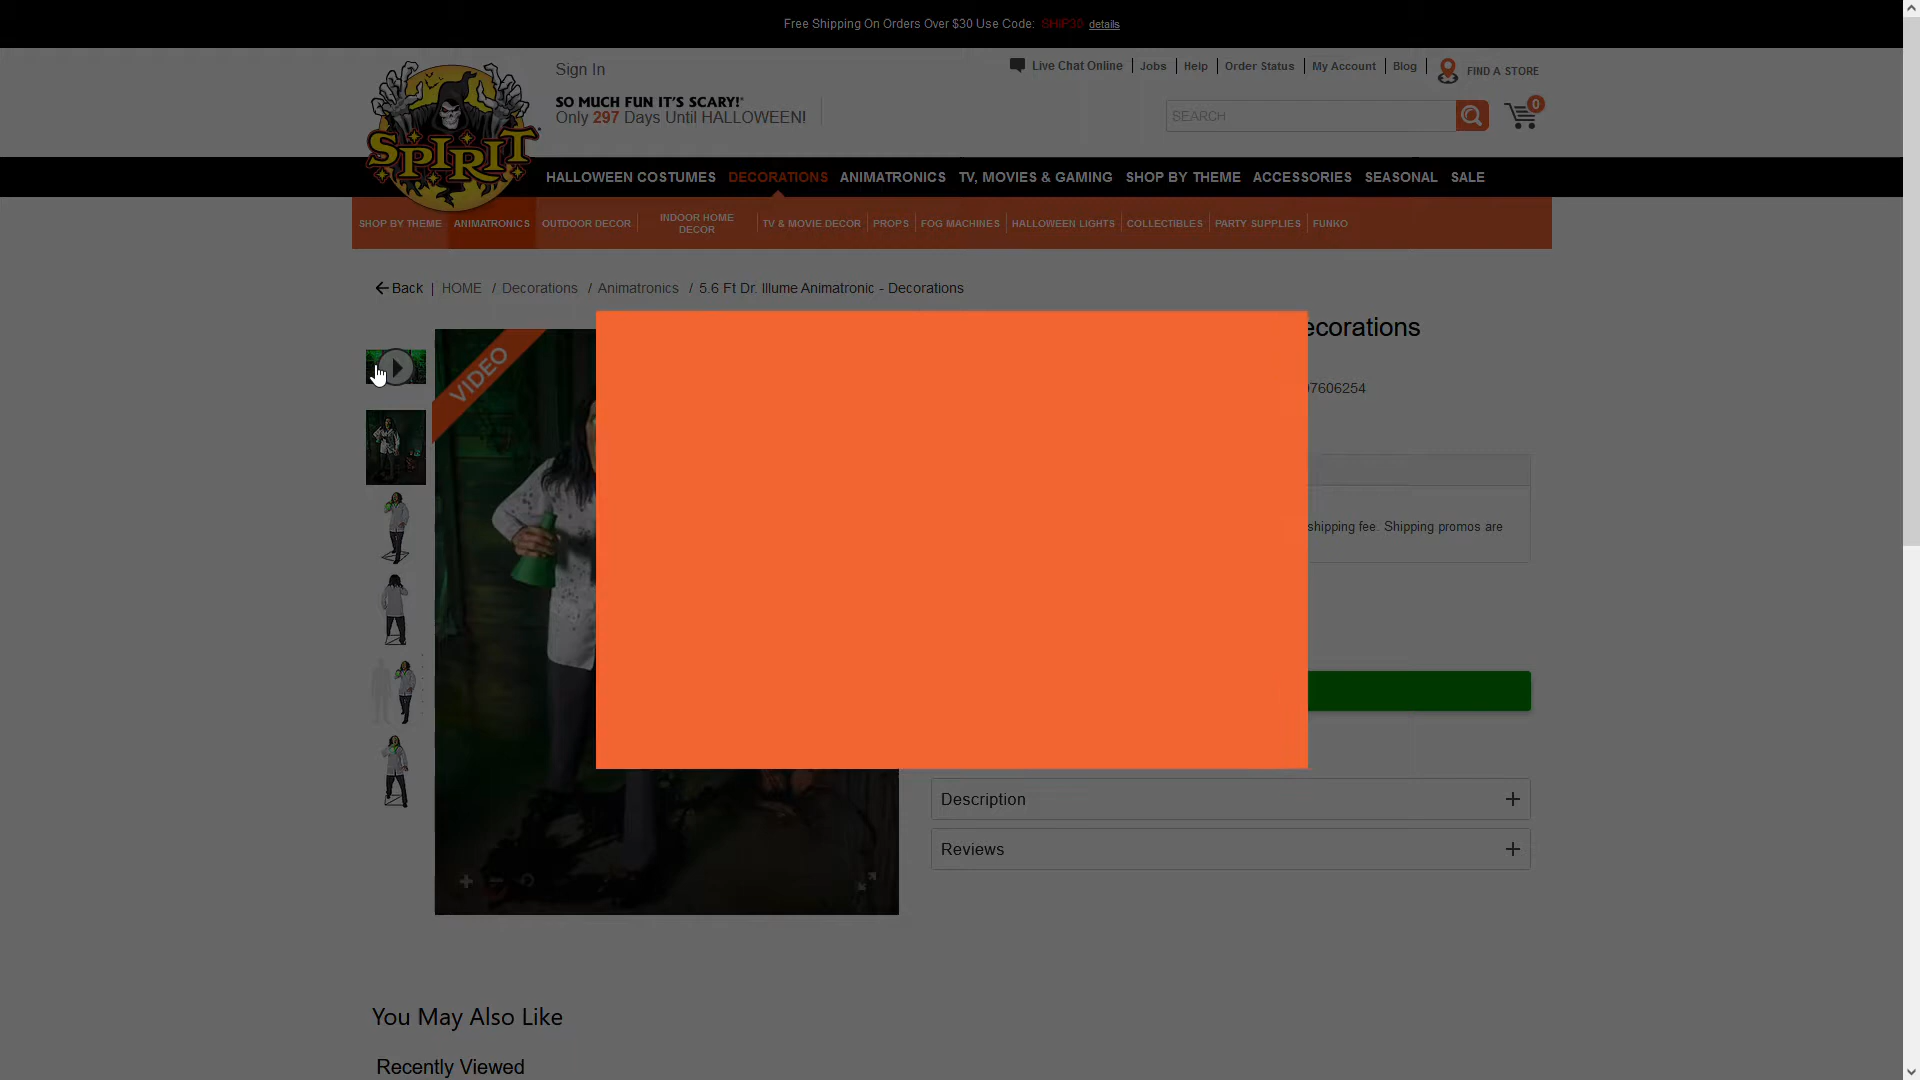 Free Shipping On Orders Over $30 Use Code: SHIP30 details
Sign In
Live Chat Online
Jobs
Help
Order Status
My Account
Blog
FIND A STORE
SO MUCH FUN IT'S SCARY!
Only 297 Days Until HALLOWEEN!
SEARCH
0
SPIRIT
HALLOWEEN COSTUMES
DECORATIONS
ANIMATRONICS
TV, MOVIES & GAMING
SHOP BY THEME
ACCESSORIES
SEASONAL
SALE
SHOP BY THEME
ANIMATRONICS
OUTDOOR DECOR
INDOOR HOME
DECOR
TV & MOVIE DECOR
PROPS
FOG MACHINES
HALLOWEEN LIGHTS
COLLECTIBLES
PARTY SUPPLIES
FUNKO
Back | HOME / Decorations / Animatronics / 5.6 Ft Dr. Illume Animatronic - Decorations
ecorations
VIDEO
07606254
shipping fee. Shipping promos are
Description
Reviews
You May Also Like
Recently Viewed